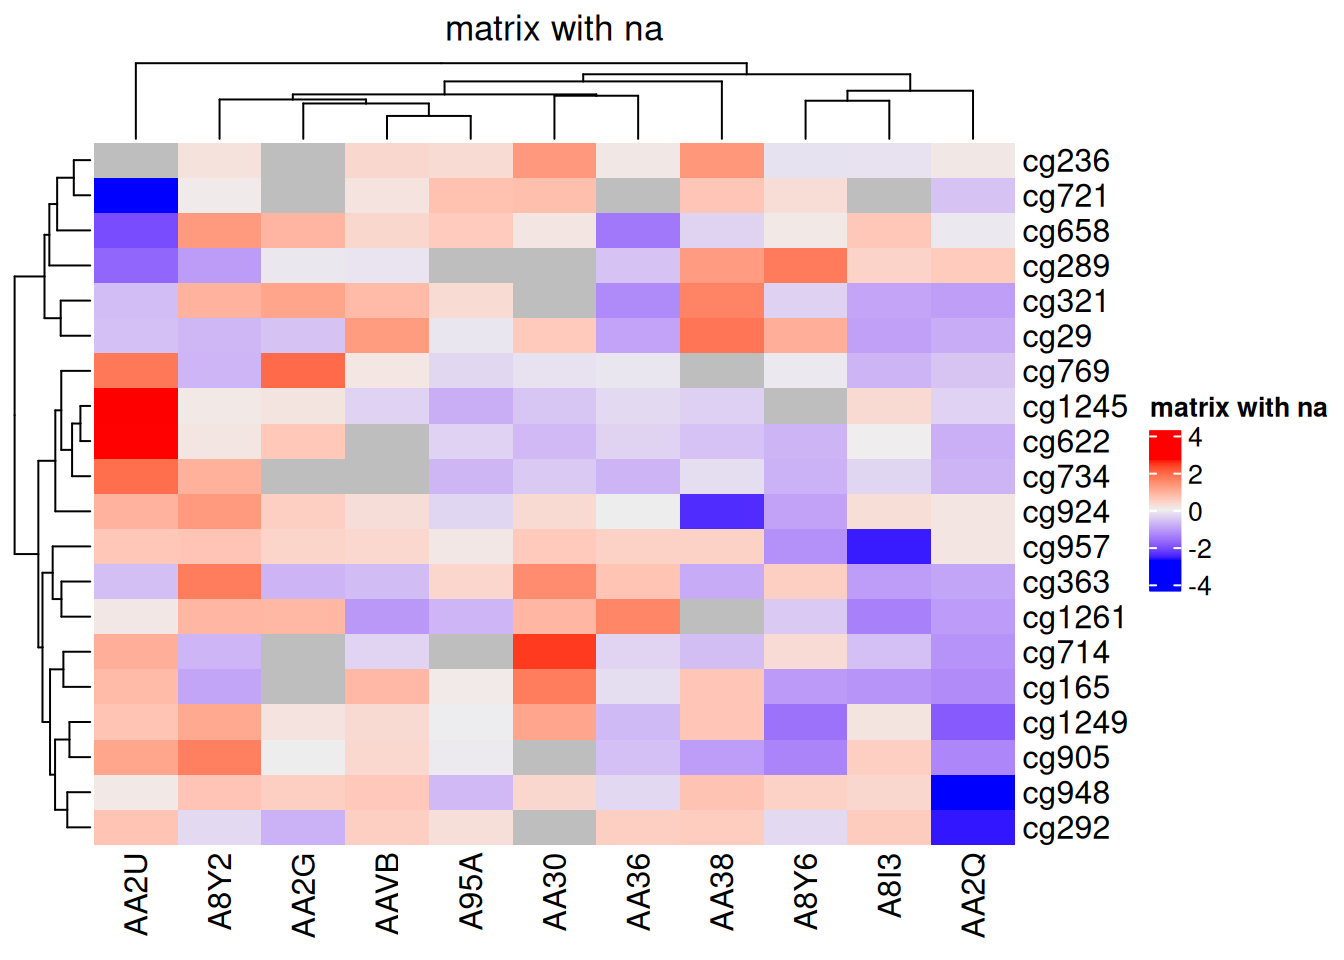 matrix with na
cg236
cg721
cg658
cg289
cg321
cg29
cg769
cg1245
cg622
cg734
cg924
cg957
cg363
cg1261
cg714
cg165
cg1249
cg905
cg948
cg292
AA2U A8Y2 AA2G AAVB A95A AA30 AA36 AA38 A8Y6 A8I3 AA2Q
matrix with na
4
2
0
-2
-4